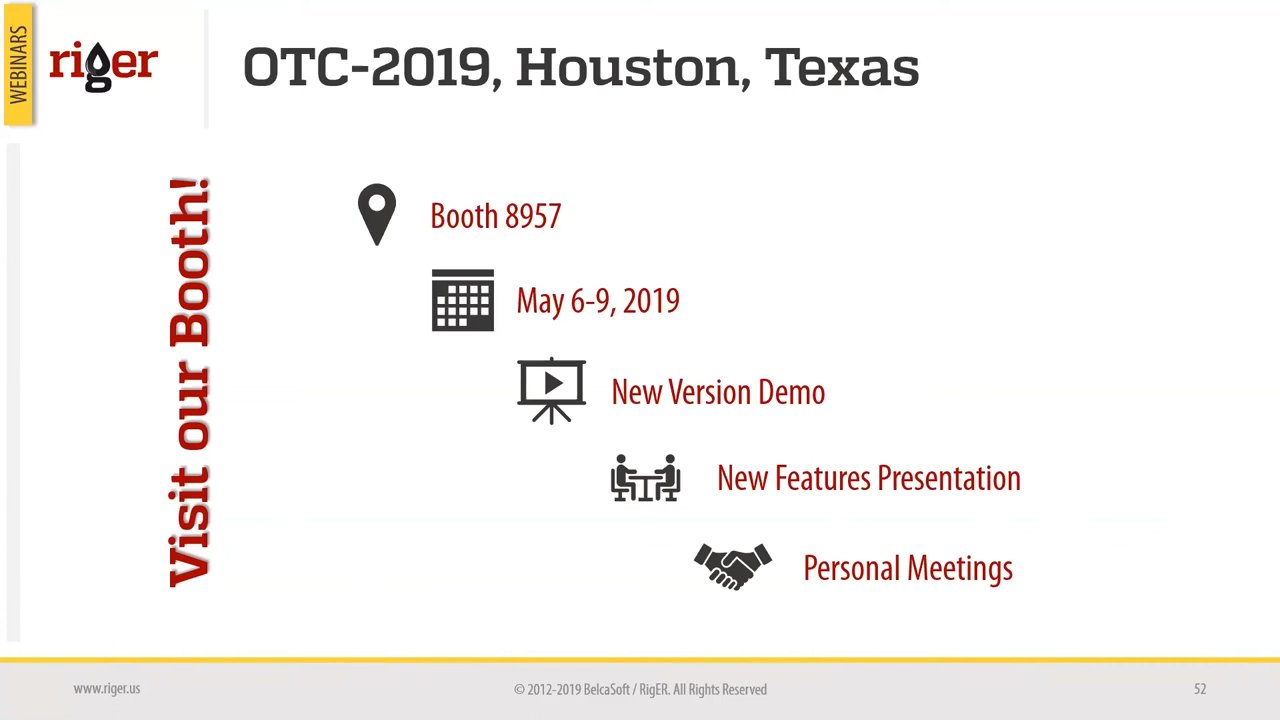 WEBINARS
riger
OTC-2019, Houston, Texas
Visit our Booth!
Booth 8957
May 6-9, 2019
New Version Demo
New Features Presentation
Personal Meetings
www.riger.us
© 2012-2019 BelcaSoft / RigER. All Rights Reserved
52